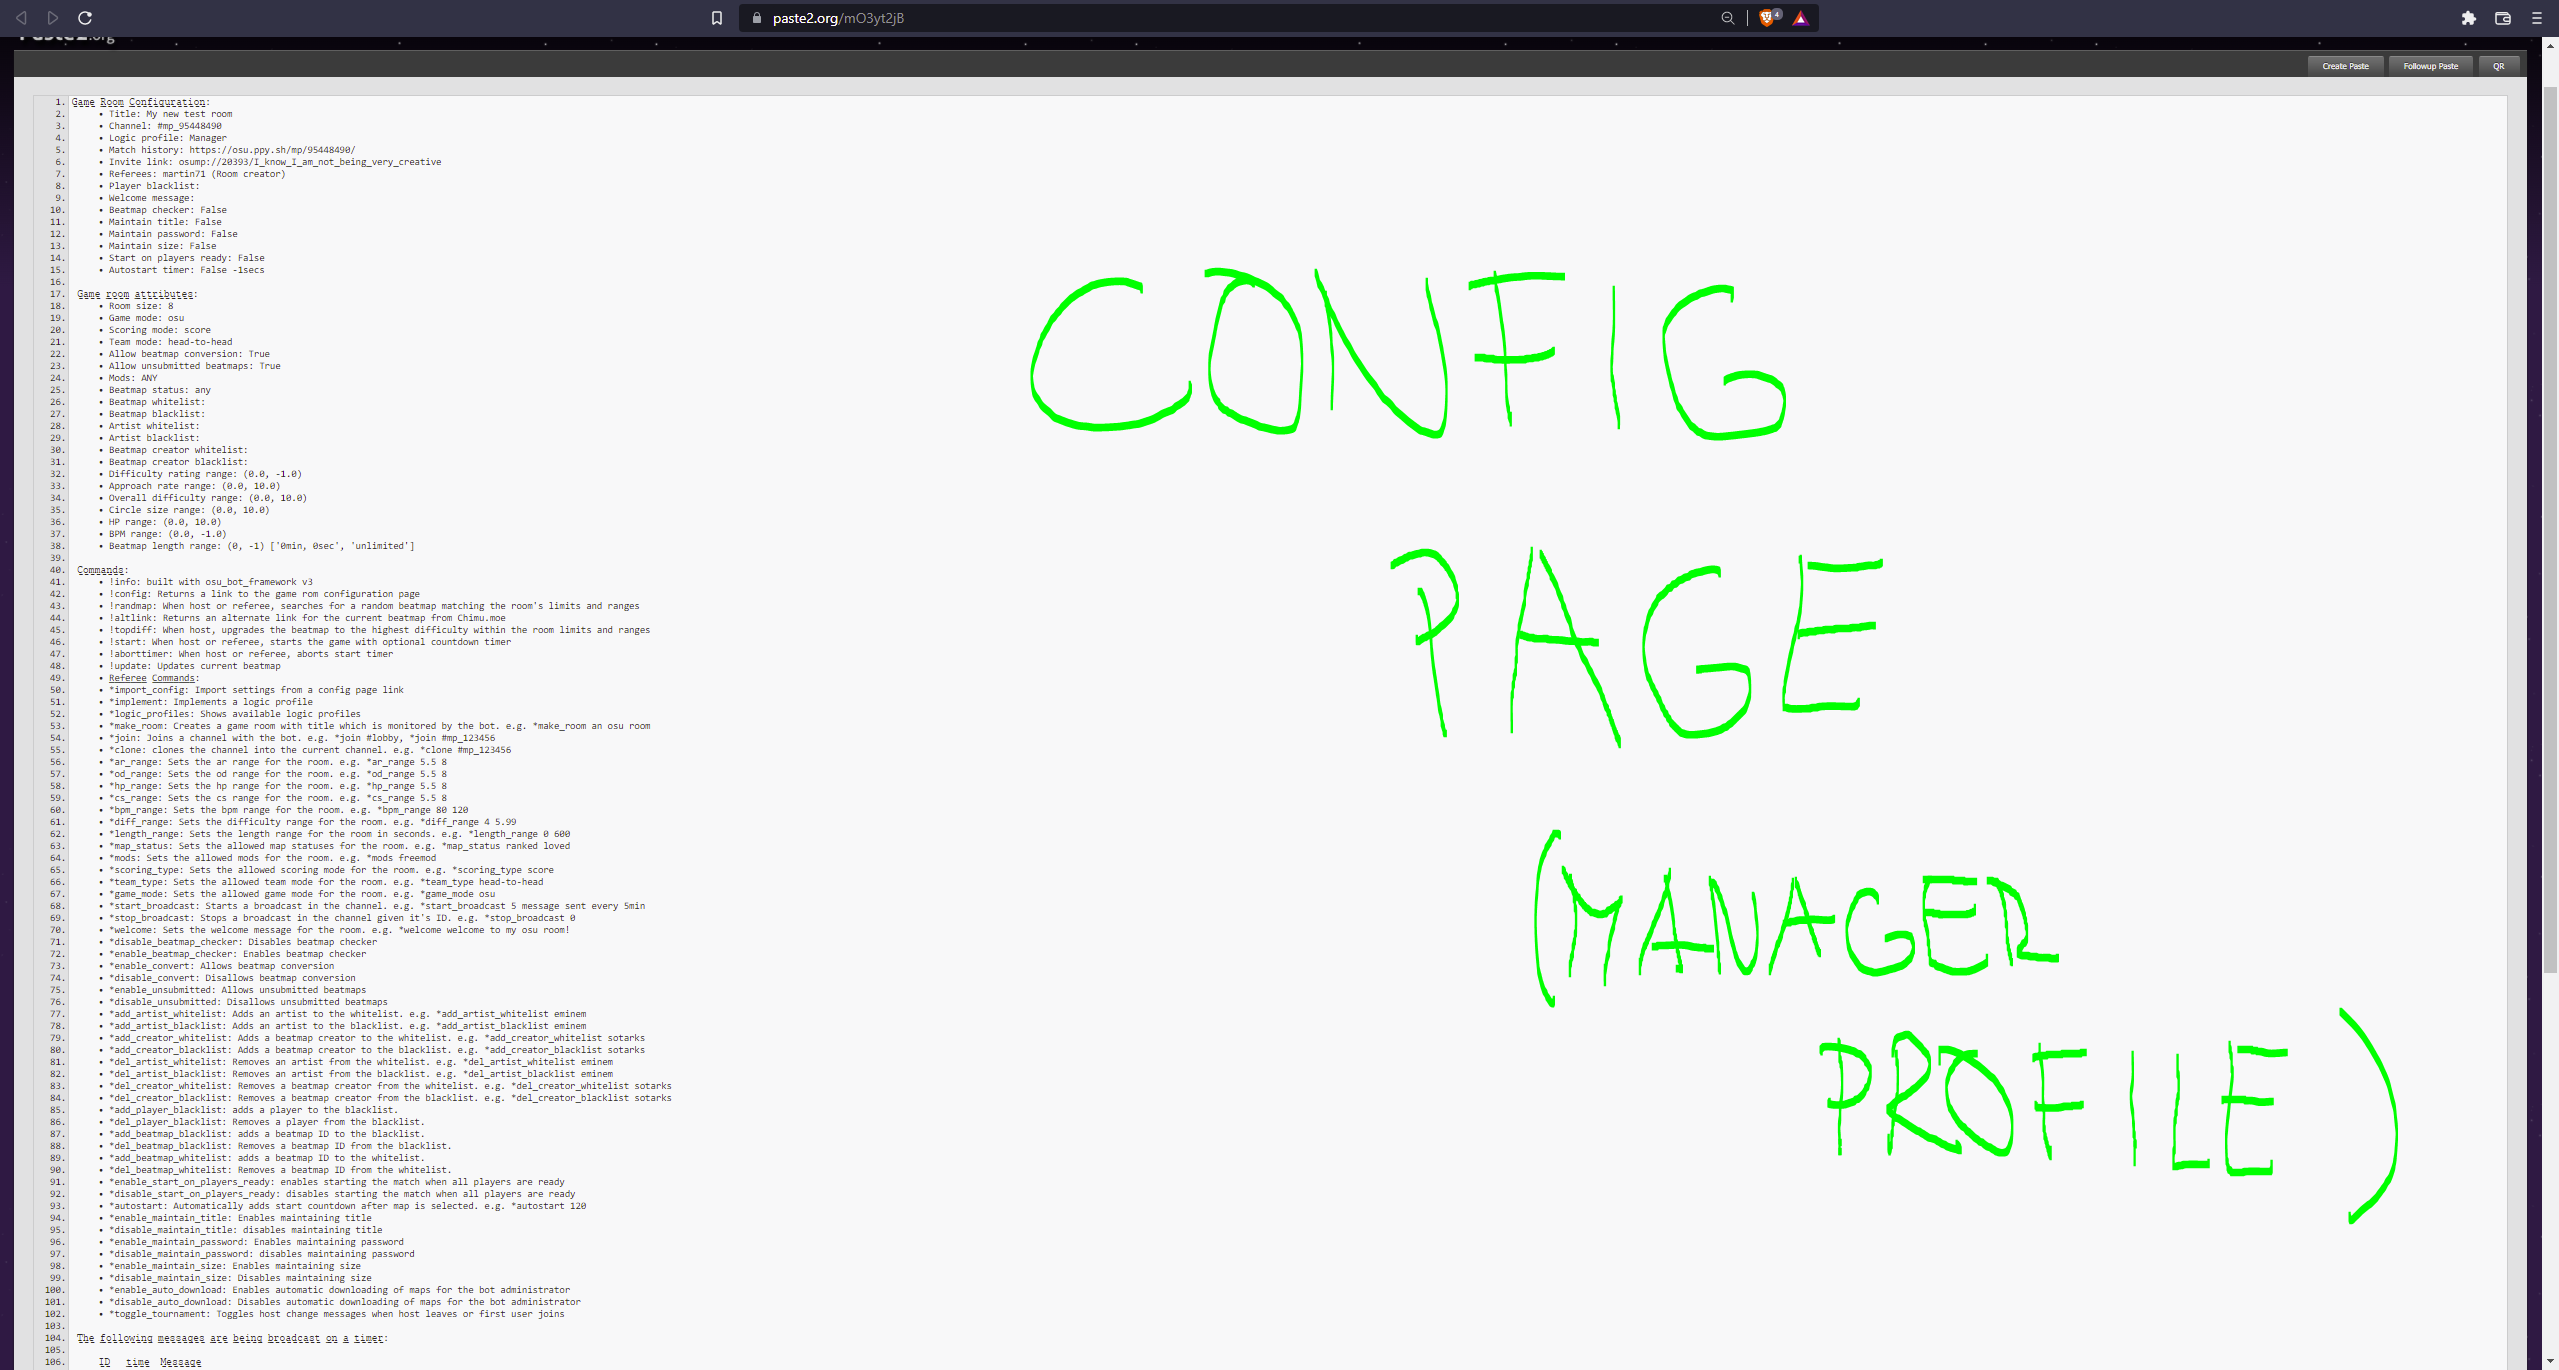 paste2.org/mO3yt2jB
4
Paste2.org
Create Paste Followup Paste QR
1. Game Room Configuration:
2. • Title: My new test room
3. • Channel: #mp_95448490
4. • Logic profile: Manager
5. • Match history: https://osu.ppy.sh/mp/95448490/
6. • Invite link: osump://20393/I_know_I_am_not_being_very_creative
7. • Referees: martin71 (Room creator)
8. • Player blacklist:
9. • Welcome message:
10. • Beatmap checker: False
11. • Maintain title: False
12. • Maintain password: False
13. • Maintain size: False
14. • Start on players ready: False
15. • Autostart timer: False -1secs
16.
17. Game room attributes:
18. • Room size: 8
19. • Game mode: osu
20. • Scoring mode: score
21. • Team mode: head-to-head
22. • Allow beatmap conversion: True
23. • Allow unsubmitted beatmaps: True
24. • Mods: ANY
25. • Beatmap status: any
26. • Beatmap whitelist:
27. • Beatmap blacklist:
28. • Artist whitelist:
29. • Artist blacklist:
30. • Beatmap creator whitelist:
31. • Beatmap creator blacklist:
32. • Difficulty rating range: (0.0, -1.0)
33. • Approach rate range: (0.0, 10.0)
34. • Overall difficulty range: (0.0, 10.0)
35. • Circle size range: (0.0, 10.0)
36. • HP range: (0.0, 10.0)
37. • BPM range: (0.0, -1.0)
38. • Beatmap length range: (0, -1) ['0min, 0sec', 'unlimited']
39.
40. Commands:
41. • !info: built with osu_bot_framework v3
42. • !config: Returns a link to the game rom configuration page
43. • !randmap: When host or referee, searches for a random beatmap matching the room's limits and ranges
44. • !altlink: Returns an alternate link for the current beatmap from Chimu.moe
45. • !topdiff: When host, upgrades the beatmap to the highest difficulty within the room limits and ranges
46. • !start: When host or referee, starts the game with optional countdown timer
47. • !aborttimer: When host or referee, aborts start timer
48. • !update: Updates current beatmap
49. • Referee Commands:
50. • *import_config: Import settings from a config page link
51. • *implement: Implements a logic profile
52. • *logic_profiles: Shows available logic profiles
53. • *make_room: Creates a game room with title which is monitored by the bot. e.g. *make_room an osu room
54. • *join: Joins a channel with the bot. e.g. *join #lobby, *join #mp_123456
55. • *clone: clones the channel into the current channel. e.g. *clone #mp_123456
56. • *ar_range: Sets the ar range for the room. e.g. *ar_range 5.5 8
57. • *od_range: Sets the od range for the room. e.g. *od_range 5.5 8
58. • *hp_range: Sets the hp range for the room. e.g. *hp_range 5.5 8
59. • *cs_range: Sets the cs range for the room. e.g. *cs_range 5.5 8
60. • *bpm_range: Sets the bpm range for the room. e.g. *bpm_range 80 120
61. • *diff_range: Sets the difficulty range for the room. e.g. *diff_range 4 5.99
62. • *length_range: Sets the length range for the room in seconds. e.g. *length_range 0 600
63. • *map_status: Sets the allowed map statuses for the room. e.g. *map_status ranked loved
64. • *mods: Sets the allowed mods for the room. e.g. *mods freemod
65. • *scoring_type: Sets the allowed scoring mode for the room. e.g. *scoring_type score
66. • *team_type: Sets the allowed team mode for the room. e.g. *team_type head-to-head
67. • *game_mode: Sets the allowed game mode for the room. e.g. *game_mode osu
68. • *start_broadcast: Starts a broadcast in the channel. e.g. *start_broadcast 5 message sent every 5min
69. • *stop_broadcast: Stops a broadcast in the channel given it's ID. e.g. *stop_broadcast 0
70. • *welcome: Sets the welcome message for the room. e.g. *welcome welcome to my osu room!
71. • *disable_beatmap_checker: Disables beatmap checker
72. • *enable_beatmap_checker: Enables beatmap checker
73. • *enable_convert: Allows beatmap conversion
74. • *disable_convert: Disallows beatmap conversion
75. • *enable_unsubmitted: Allows unsubmitted beatmaps
76. • *disable_unsubmitted: Disallows unsubmitted beatmaps
77. • *add_artist_whitelist: Adds an artist to the whitelist. e.g. *add_artist_whitelist eminem
78. • *add_artist_blacklist: Adds an artist to the blacklist. e.g. *add_artist_blacklist eminem
79. • *add_creator_whitelist: Adds a beatmap creator to the whitelist. e.g. *add_creator_whitelist sotarks
80. • *add_creator_blacklist: Adds a beatmap creator to the blacklist. e.g. *add_creator_blacklist sotarks
81. • *del_artist_whitelist: Removes an artist from the whitelist. e.g. *del_artist_whitelist eminem
82. • *del_artist_blacklist: Removes an artist from the blacklist. e.g. *del_artist_blacklist eminem
83. • *del_creator_whitelist: Removes a beatmap creator from the whitelist. e.g. *del_creator_whitelist sotarks
84. • *del_creator_blacklist: Removes a beatmap creator from the blacklist. e.g. *del_creator_blacklist sotarks
85. • *add_player_blacklist: adds a player to the blacklist.
86. • *del_player_blacklist: Removes a player from the blacklist.
87. • *add_beatmap_blacklist: adds a beatmap ID to the blacklist.
88. • *del_beatmap_blacklist: Removes a beatmap ID from the blacklist.
89. • *add_beatmap_whitelist: adds a beatmap ID to the whitelist.
90. • *del_beatmap_whitelist: Removes a beatmap ID from the whitelist.
91. • *enable_start_on_players_ready: enables starting the match when all players are ready
92. • *disable_start_on_players_ready: disables starting the match when all players are ready
93. • *autostart: Automatically adds start countdown after map is selected. e.g. *autostart 120
94. • *enable_maintain_title: Enables maintaining title
95. • *disable_maintain_title: disables maintaining title
96. • *enable_maintain_password: Enables maintaining password
97. • *disable_maintain_password: disables maintaining password
98. • *enable_maintain_size: Enables maintaining size
99. • *disable_maintain_size: Disables maintaining size
100. • *enable_auto_download: Enables automatic downloading of maps for the bot administrator
101. • *disable_auto_download: Disables automatic downloading of maps for the bot administrator
102. • *toggle_tournament: Toggles host change messages when host leaves or first user joins
103.
104. The following messages are being broadcast on a timer:
105.
106. ID time Message
CONFIG
PAGE
(MANAGER
PROFILE)